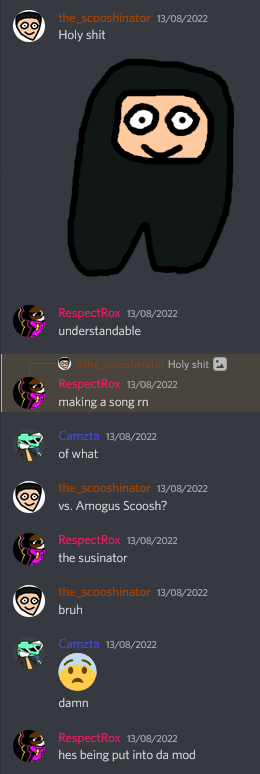 the_scooshinator 13/08/2022
Holy shit
RespectRox 13/08/2022
understandable
@the_scooshinator Holy shit
RespectRox 13/08/2022
making a song rn
Camzta 13/08/2022
of what
the_scooshinator 13/08/2022
vs. Amogus Scoosh?
RespectRox 13/08/2022
the susinator
the_scooshinator 13/08/2022
bruh
Camzta 13/08/2022
damn
RespectRox 13/08/2022
hes being put into da mod